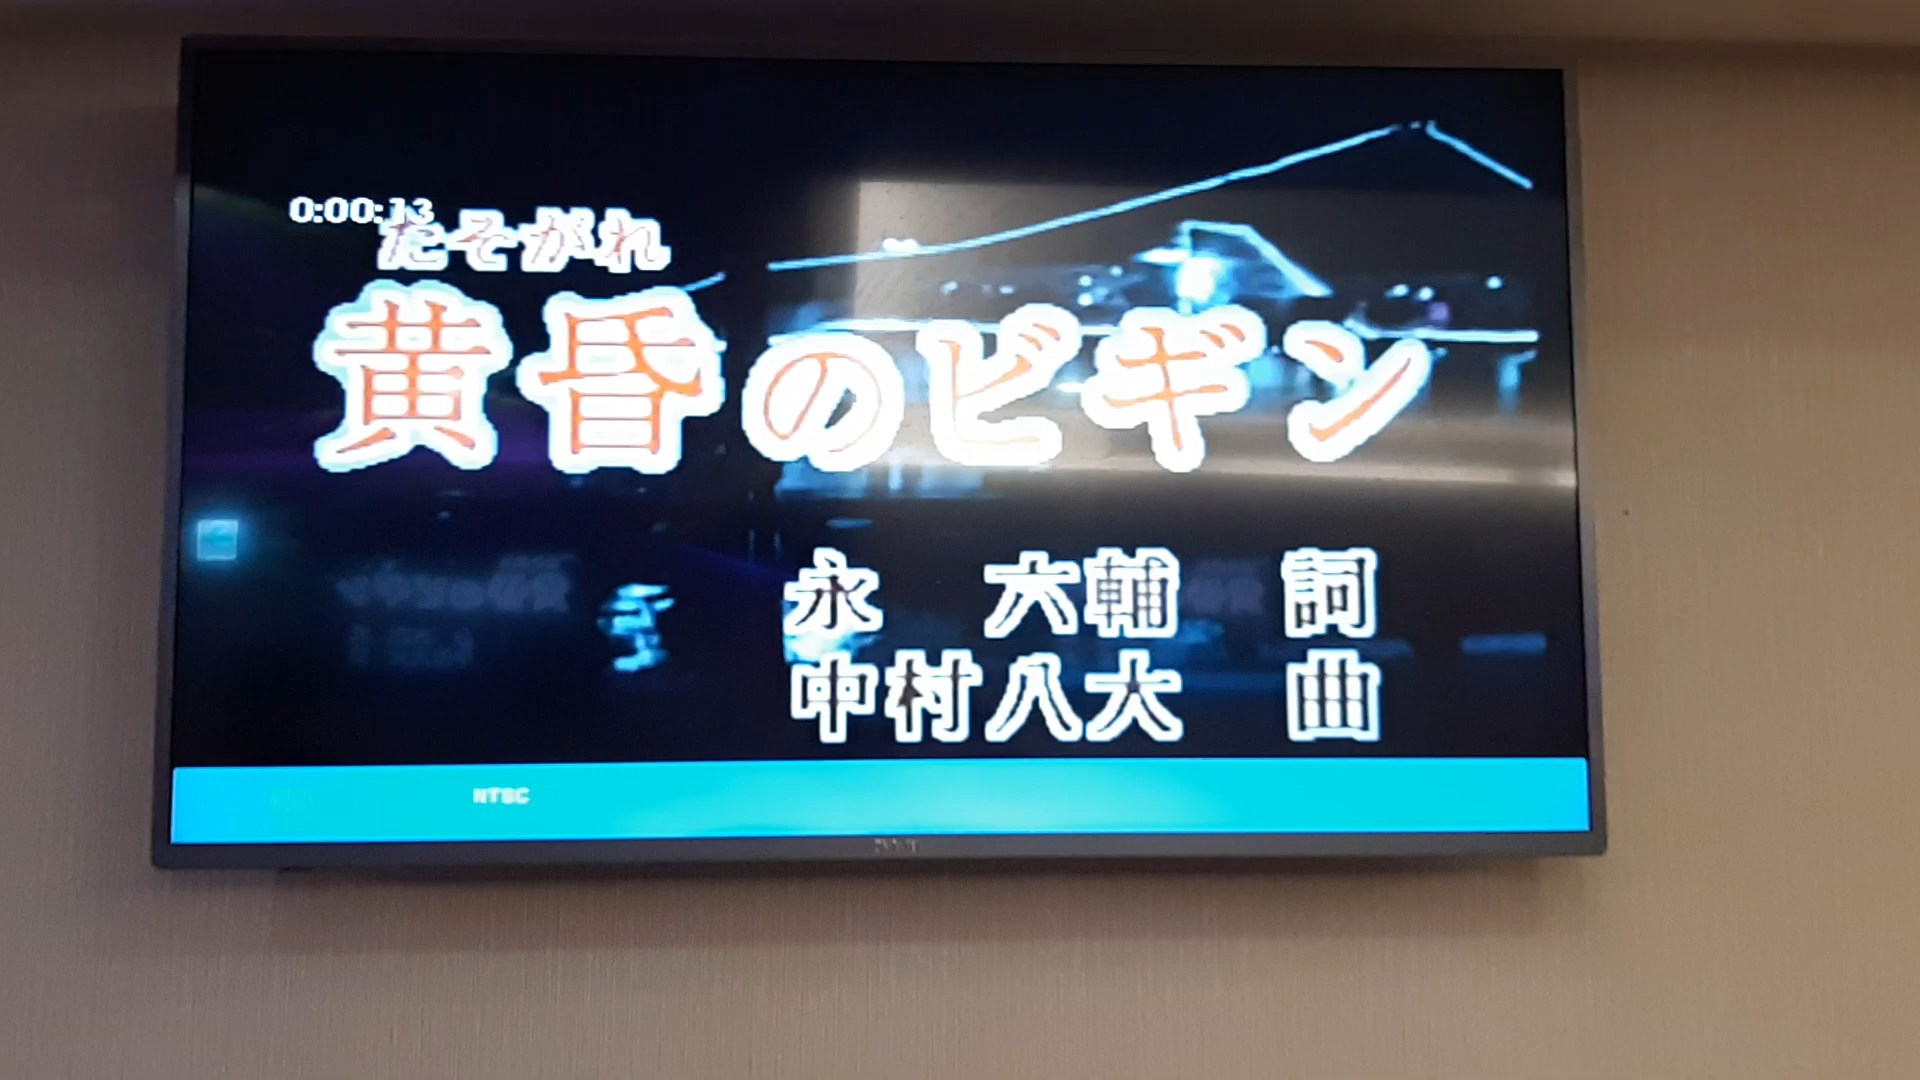 0:00:13
たそがれ
黄昏のビギン
永 六輔 詞
中村八大 曲
NTSC